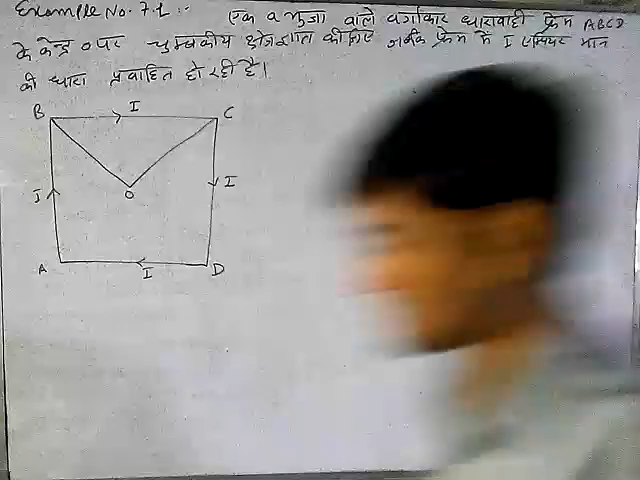 Example No. 7.1 :- एक a भुजा वाले वर्गाकार धारावाही फ्रेम ABCD
के केन्द्र o पर चुम्बकीय क्षेत्र ज्ञात कीजिए जबकि फ्रेम में I एम्पियर मान
की धारा प्रवाहित हो रही है।
B I C
I I
O
A I D